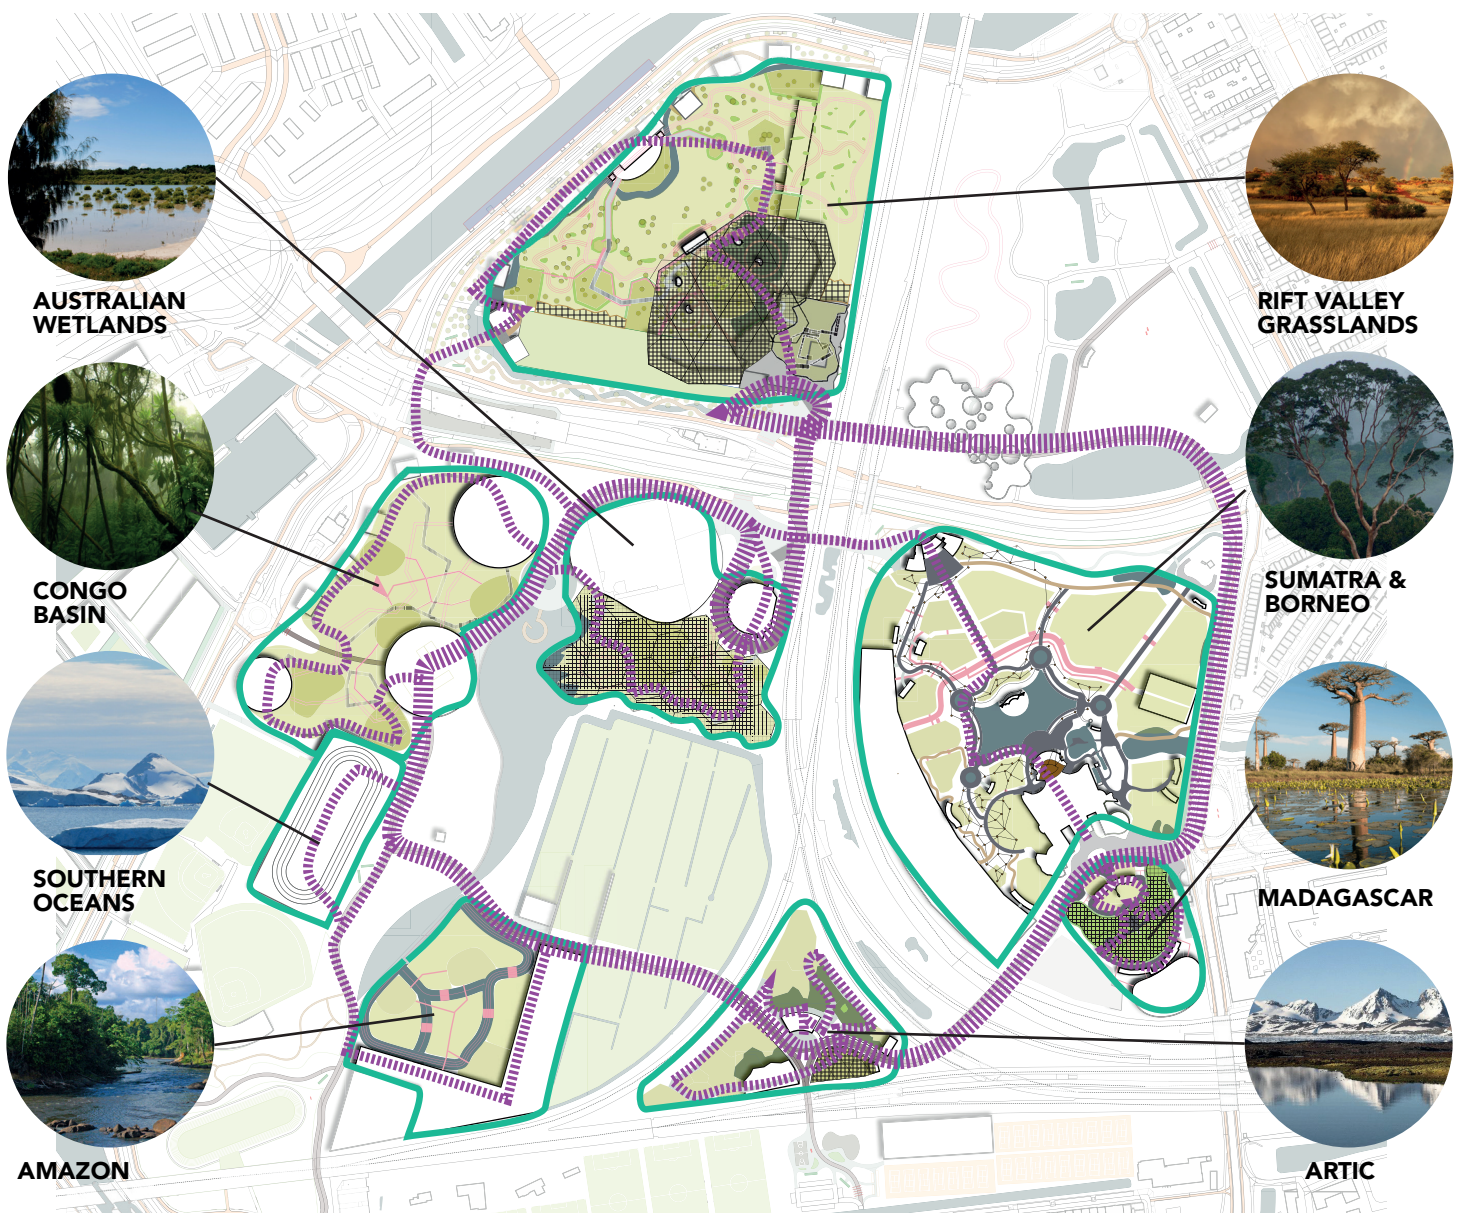 AUSTRALIAN
WETLANDS
RIFT VALLEY
GRASSLANDS
CONGO
BASIN
SUMATRA &
BORNEO
SOUTHERN
OCEANS
MADAGASCAR
AMAZON
ARTIC